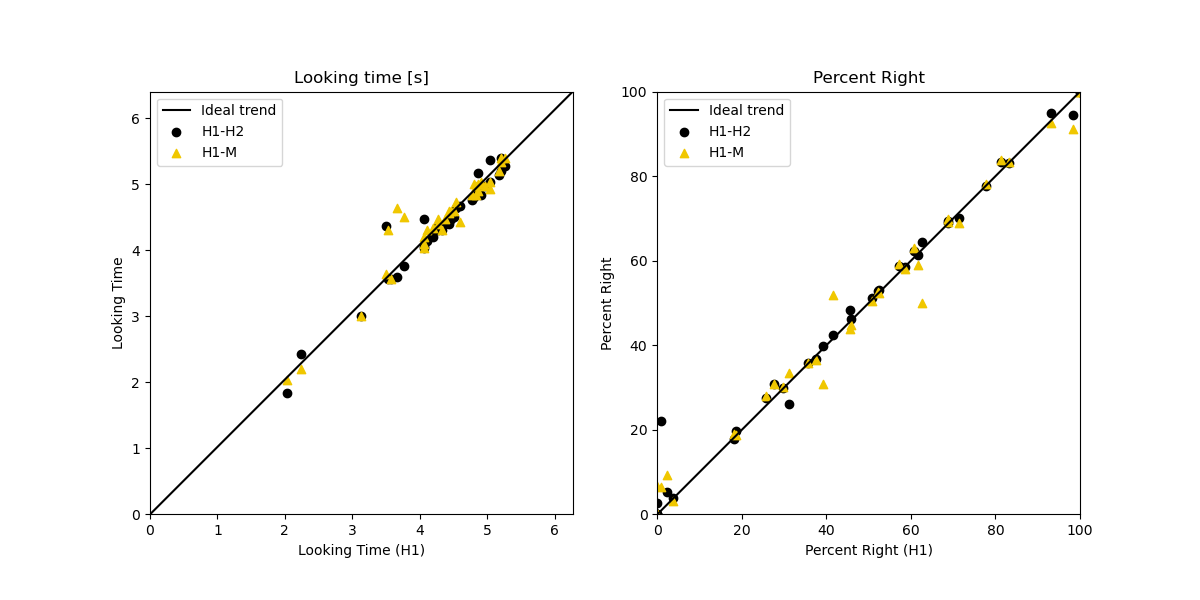 Looking time [s]
Ideal trend
H1-H2
H1-M
Looking Time
6
5
4
3
2
1
0
0 1 2 3 4 5 6
Looking Time (H1)
Percent Right
Ideal trend
H1-H2
H1-M
Percent Right
100
80
60
40
20
0
0 20 40 60 80 100
Percent Right (H1)